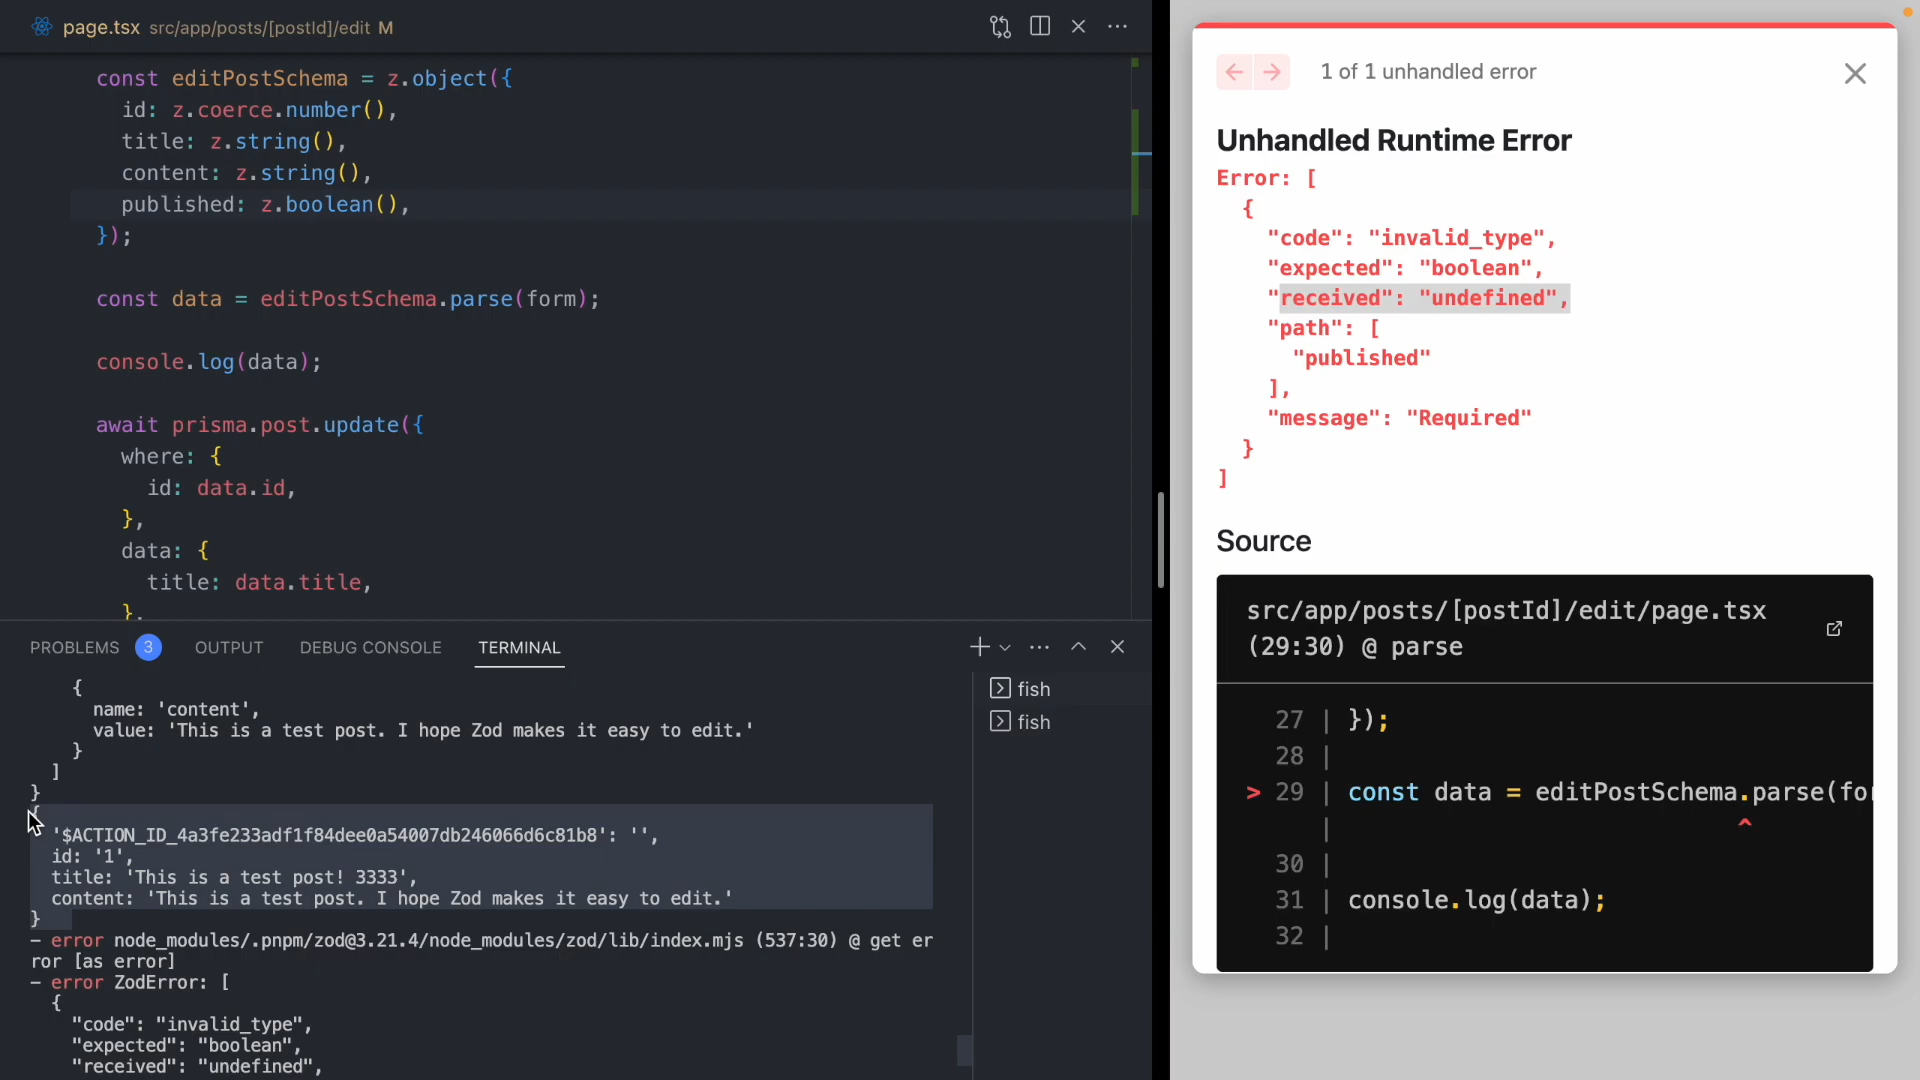 page.tsx src/app/posts/[postId]/edit M
const editPostSchema = z.object({
id: z.coerce.number(),
title: z.string(),
content: z.string(),
published: z.boolean(),
});
const data = editPostSchema.parse(form);
console.log(data);
await prisma.post.update({
where: {
id: data.id,
},
data: {
title: data.title,
},
PROBLEMS 3 OUTPUT DEBUG CONSOLE TERMINAL
{
name: 'content',
value: 'This is a test post. I hope Zod makes it easy to edit.'
}
]
}
{
'$ACTION_ID_4a3fe233adf1f84dee0a54007db246066d6c81b8': '',
id: '1',
title: 'This is a test post! 3333',
content: 'This is a test post. I hope Zod makes it easy to edit.'
}
- error node_modules/.pnpm/zod@3.21.4/node_modules/zod/lib/index.mjs (537:30) @ get er
ror [as error]
- error ZodError: [
{
"code": "invalid_type",
"expected": "boolean",
"received": "undefined",
fish
fish
1 of 1 unhandled error
Unhandled Runtime Error
Error: [
{
"code": "invalid_type",
"expected": "boolean",
"received": "undefined",
"path": [
"published"
],
"message": "Required"
}
]
Source
src/app/posts/[postId]/edit/page.tsx
(29:30) @ parse
27 | });
28 |
> 29 | const data = editPostSchema.parse(for
| ^
30 |
31 | console.log(data);
32 |